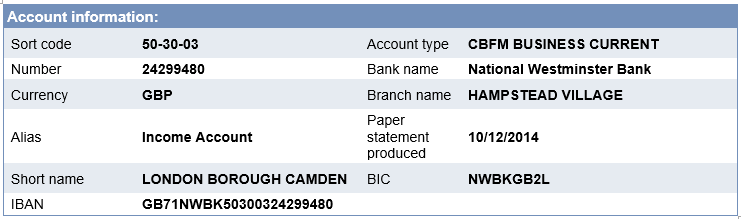 Account information:
Sort code 50-30-03 Account type CBFM BUSINESS CURRENT
Number 24299480 Bank name National Westminster Bank
Currency GBP Branch name HAMPSTEAD VILLAGE
Alias Income Account Paper statement produced 10/12/2014
Short name LONDON BOROUGH CAMDEN BIC NWBKGB2L
IBAN GB71NWBK50300324299480